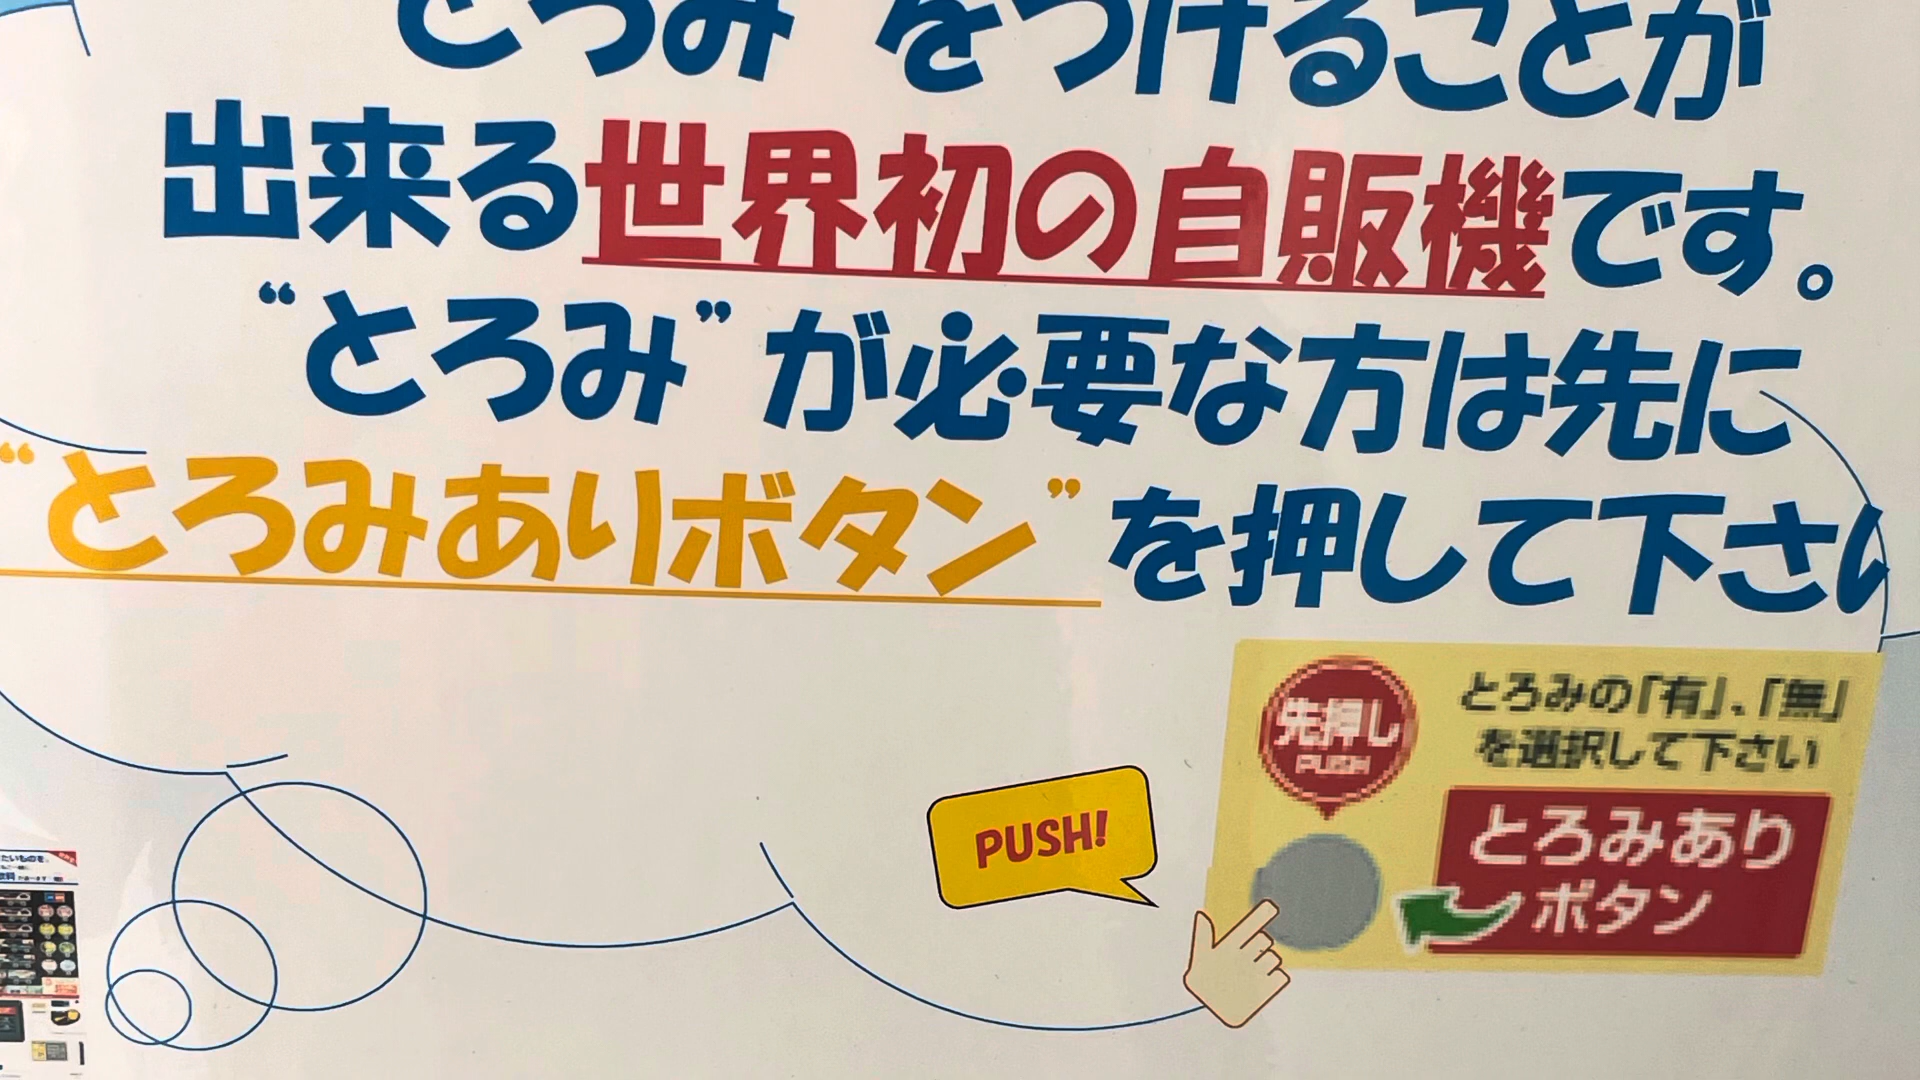 とろみ”をつけることが
出来る世界初の自販機です。
“とろみ”が必要な方は先に
“とろみありボタン”を押して下さい
先押し
PUSH
とろみの「有」、「無」
を選択して下さい
とろみあり
ボタン
PUSH!